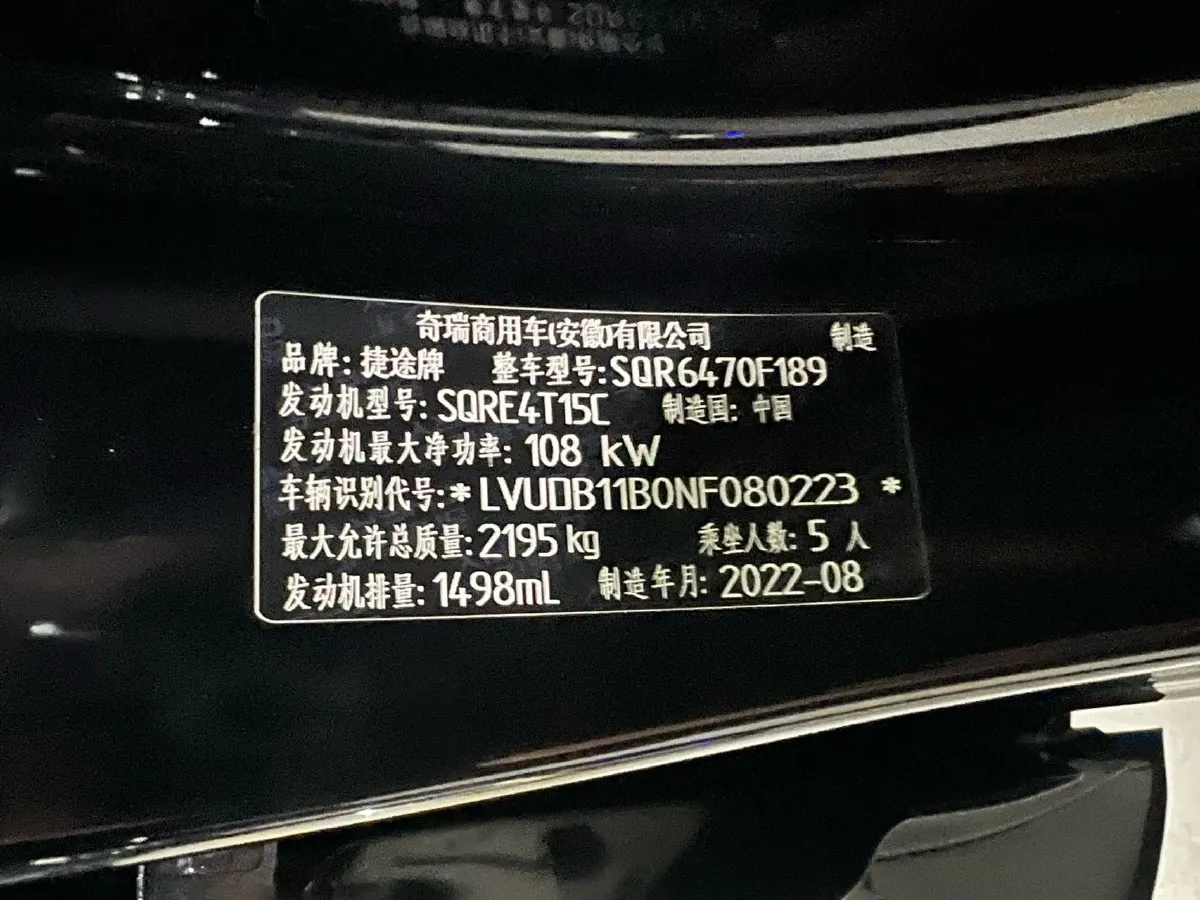 奇瑞商用车(安徽)有限公司 制造
品牌：捷途牌 整车型号：SQR6470F189
发动机型号：SQRE4T15C 制造国：中国
发动机最大净功率：108 kW
车辆识别代号：*LVUDB11B0NF080223 *
最大允许总质量：2195kg 乘坐人数：5 人
发动机排量：1498mL 制造年月：2022-08